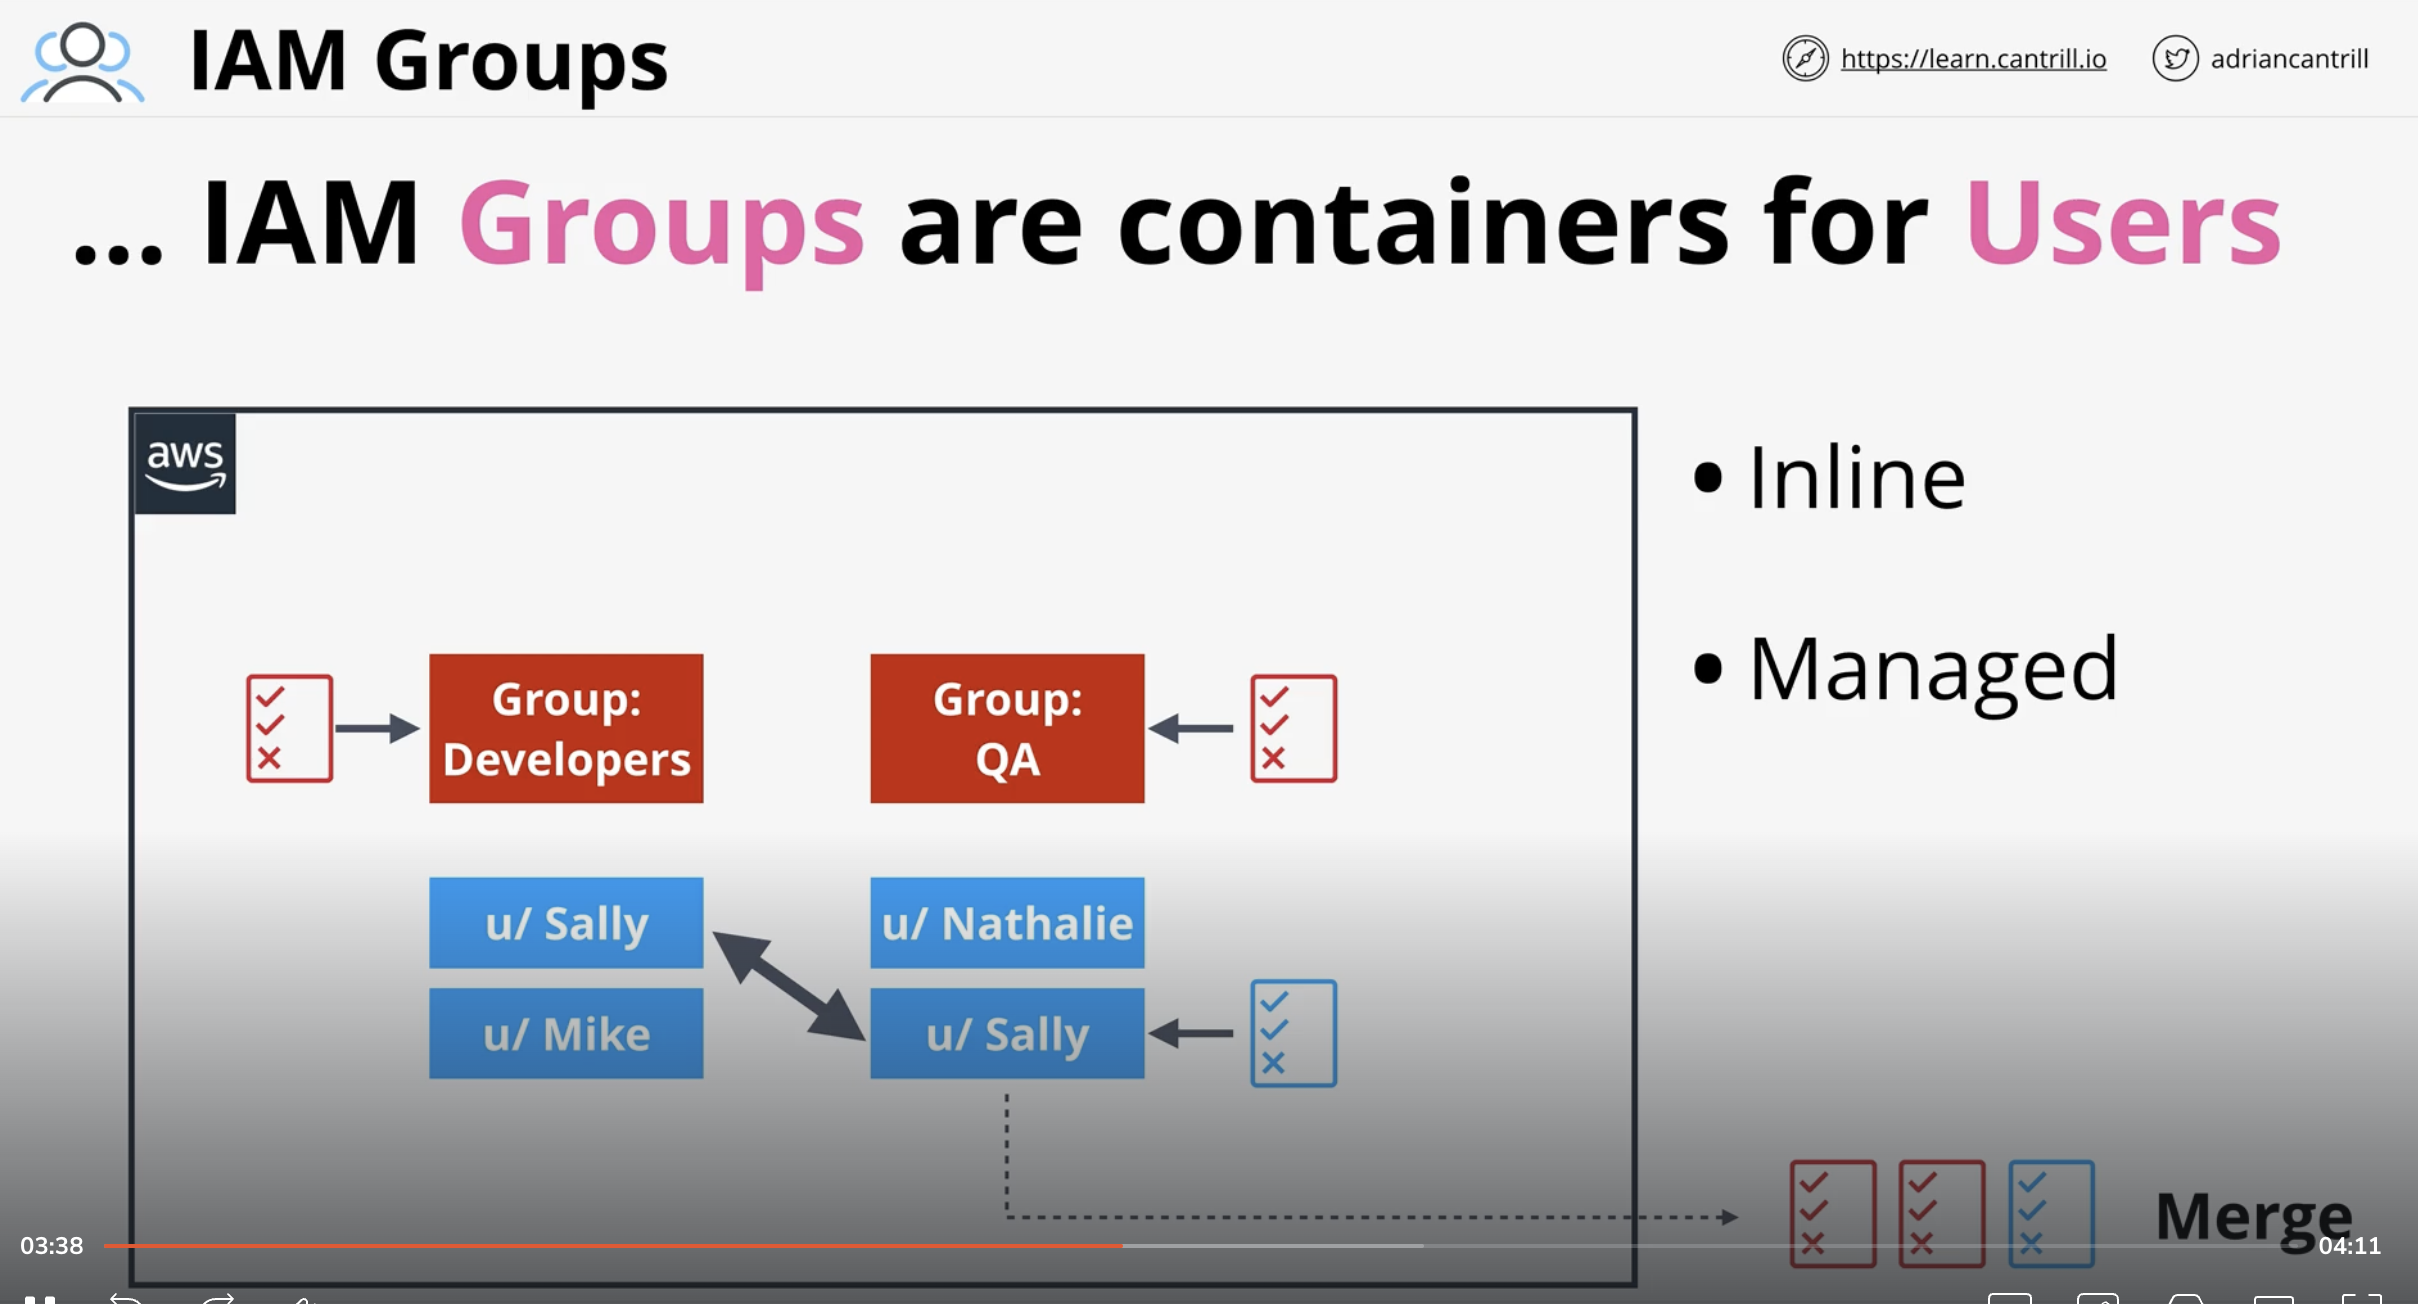 IAM Groups
https://learn.cantrill.io
adriancantrill
... IAM Groups are containers for Users
aws
• Inline
• Managed
Group:
Developers
Group:
QA
u/ Sally
u/ Nathalie
u/ Mike
u/ Sally
Merge
03:38
04:11